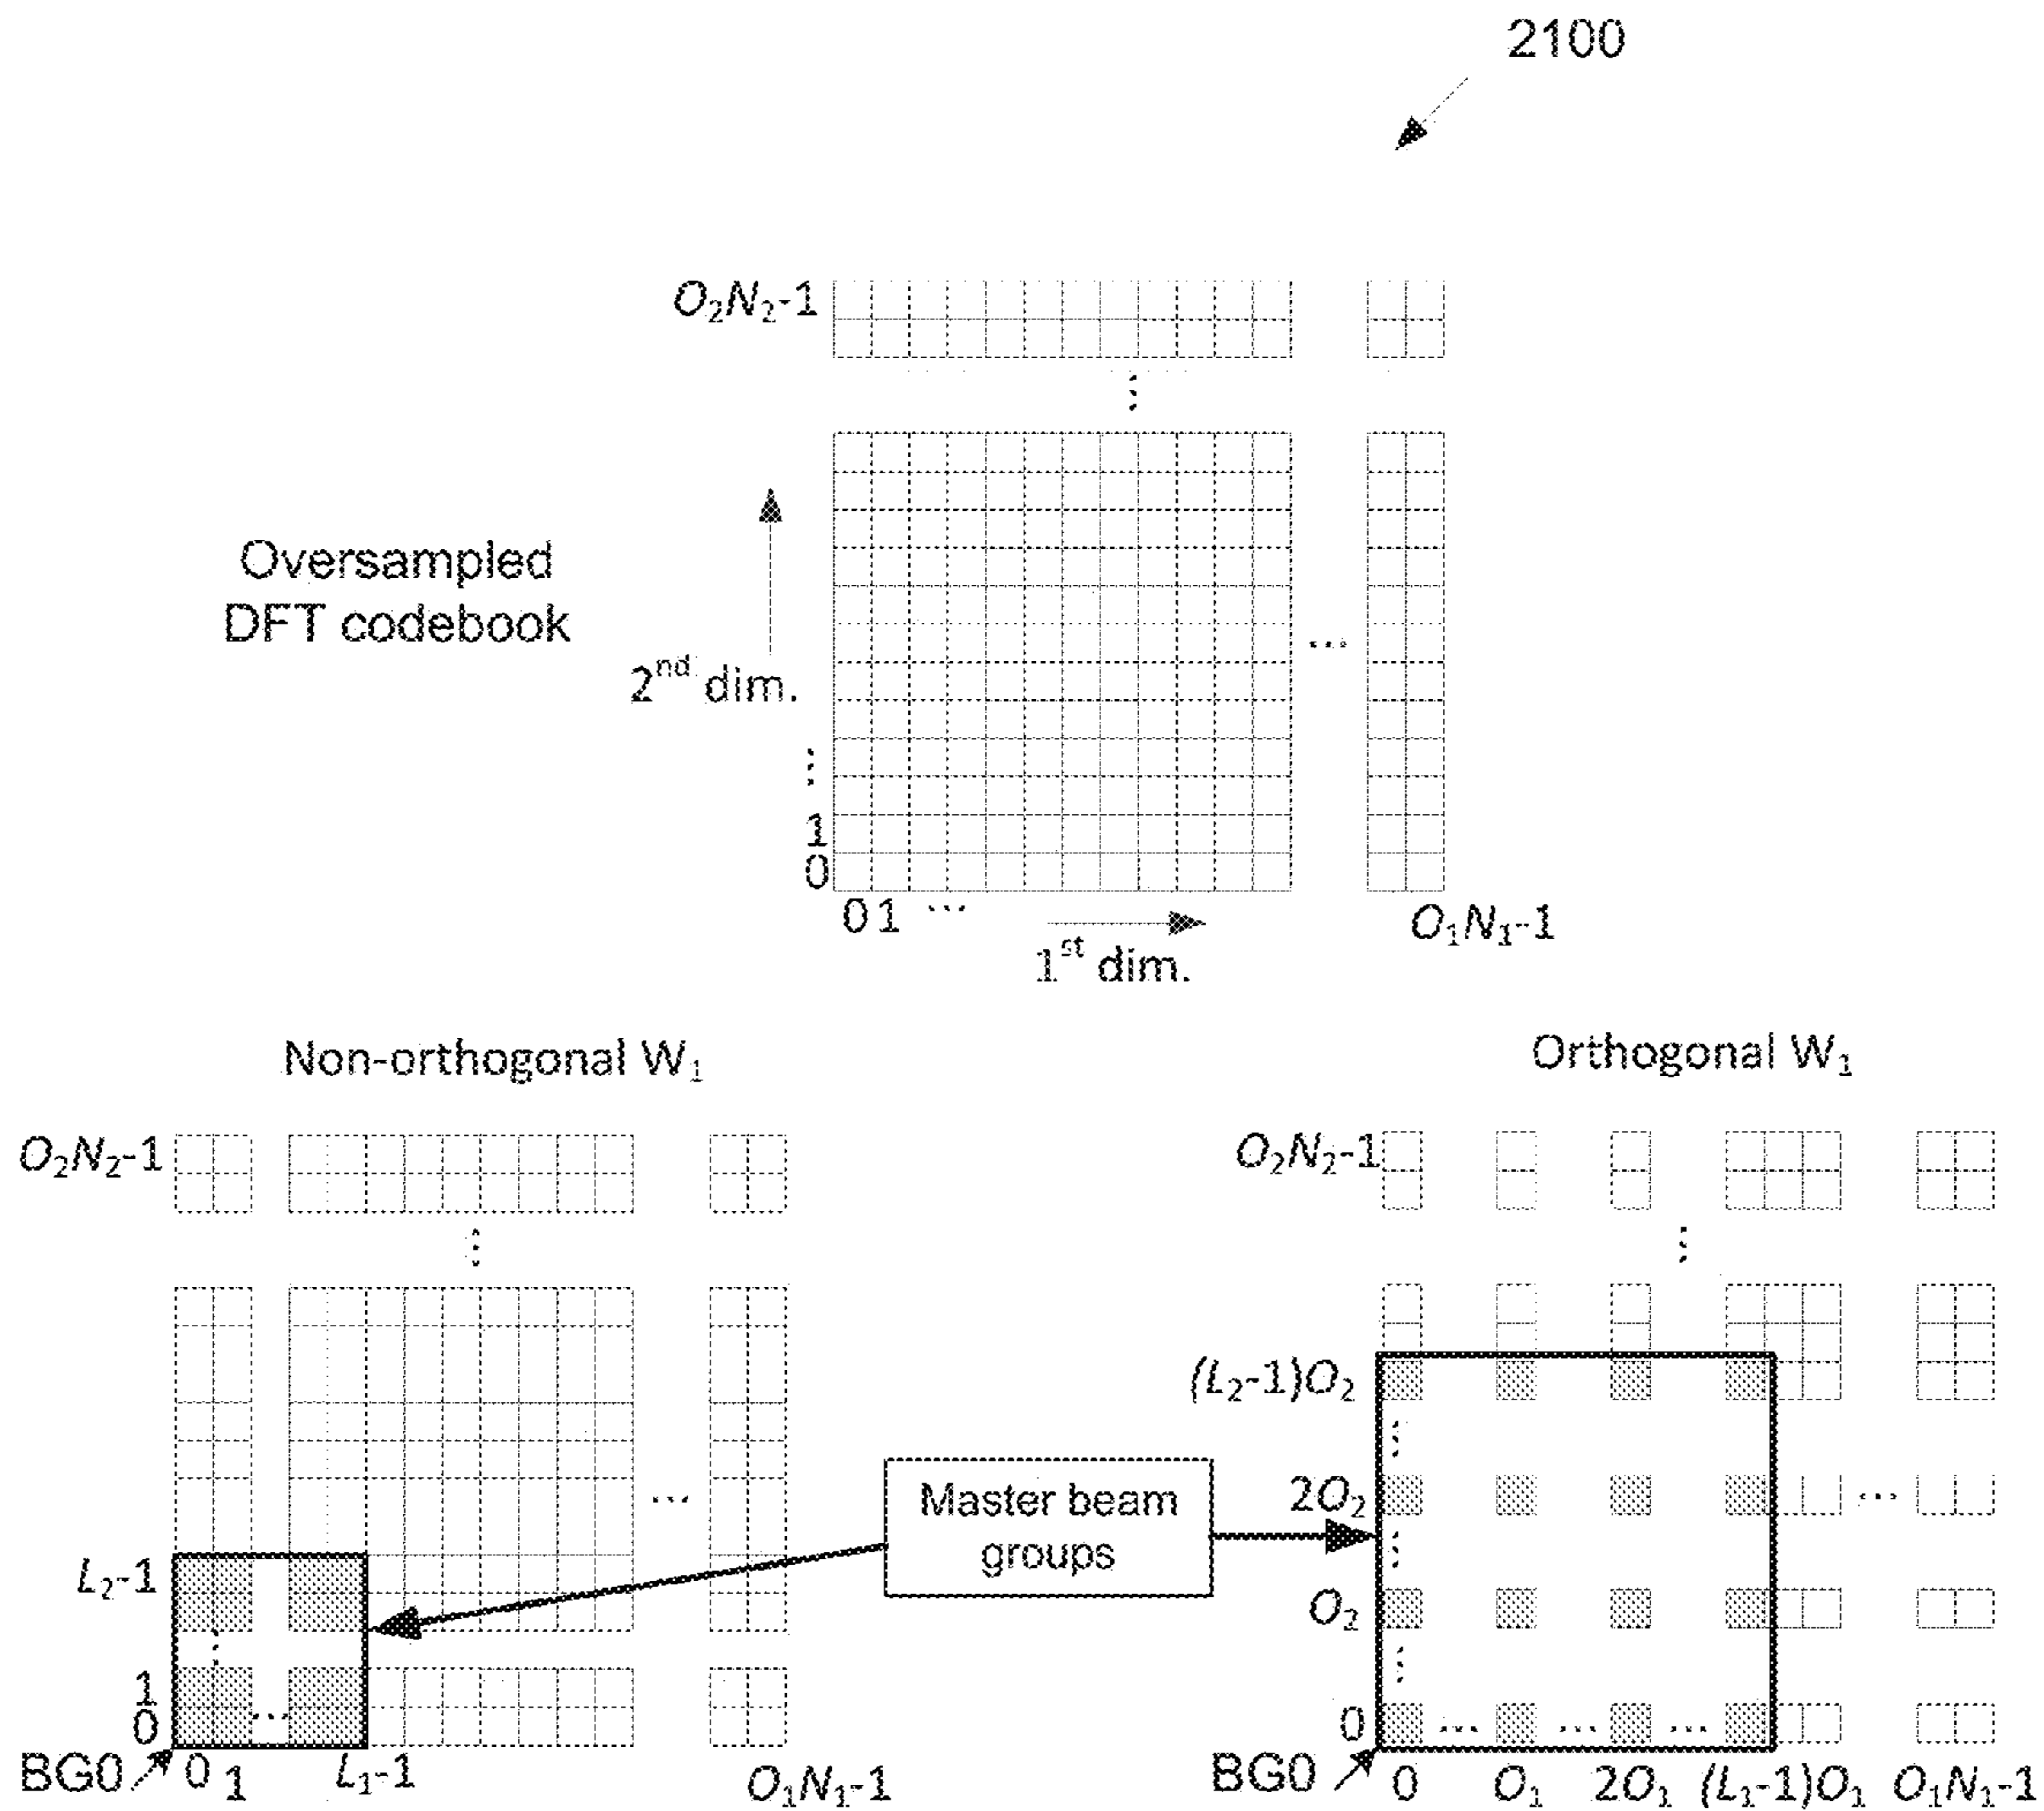 2100
O₂N₂-1
⋮
Oversampled
DFT codebook
2ⁿᵈ dim.
...
⋮
1
0
0 1 ...
O₁N₁-1
1ˢᵗ dim.
Non-orthogonal W₁
Orthogonal W₁
O₂N₂-1
⋮
O₂N₂-1
⋮
(L₂-1)O₂
⋮
Master beam
groups
2O₂
...
⋮
...
L₂-1
O₂
⋮
⋮
1
0
...
0
... ... ...
BG0
0 1 L₁-1
O₁N₁-1
BG0
0 O₁ 2O₁ (L₁-1)O₁ O₁N₁-1